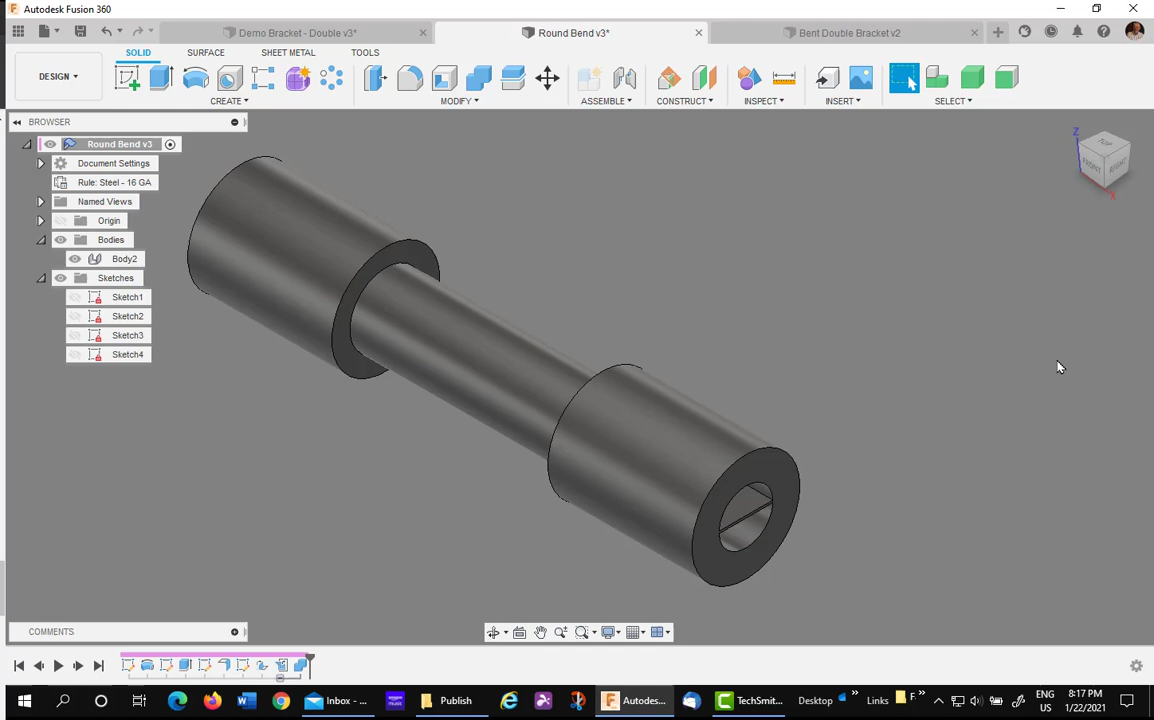 Autodesk Fusion 360
Demo Bracket - Double v3*
Round Bend v3*
Bent Double Bracket v2
SOLID SURFACE SHEET METAL TOOLS
DESIGN
CREATE MODIFY ASSEMBLE CONSTRUCT INSPECT INSERT SELECT
BROWSER
Round Bend v3
Document Settings
Rule: Steel - 16 GA
Named Views
Origin
Bodies
Body2
Sketches
Sketch1
Sketch2
Sketch3
Sketch4
Z
TOP
FRONT
RIGHT
X
COMMENTS
Inbox - ...
Publish
Autodes...
TechSmit...
Desktop
Links
F...
ENG
US
8:17 PM
1/22/2021